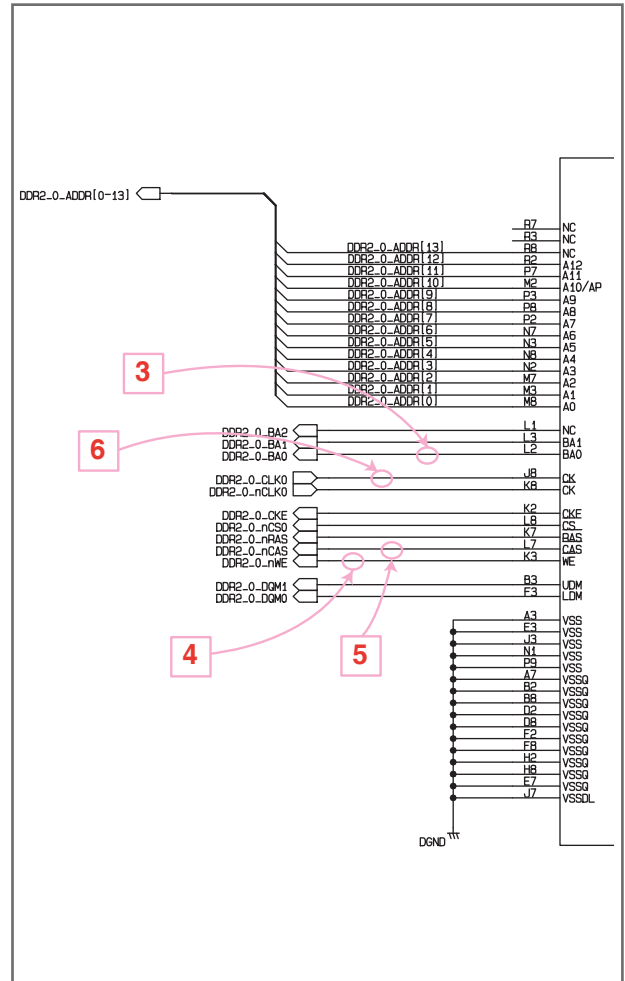 DDR2_0_ADDR[0-13]
R7 NC
R3 NC
DDR2_0_ADDR[13] R8 NC
DDR2_0_ADDR[12] R2 A12
DDR2_0_ADDR[11] P7 A11
DDR2_0_ADDR[10] M2 A10/AP
DDR2_0_ADDR[9] P3 A9
DDR2_0_ADDR[8] P8 A8
DDR2_0_ADDR[7] P2 A7
DDR2_0_ADDR[6] N7 A6
DDR2_0_ADDR[5] N3 A5
DDR2_0_ADDR[4] N8 A4
DDR2_0_ADDR[3] N2 A3
DDR2_0_ADDR[2] M7 A2
DDR2_0_ADDR[1] M3 A1
DDR2_0_ADDR[0] M8 A0
3
DDR2_0_BA2 L1 NC
DDR2_0_BA1 L3 BA1
DDR2_0_BA0 L2 BA0
6
DDR2_0_CLK0 J8 CK
DDR2_0_nCLK0 K8 CK
DDR2_0_CKE K2 CKE
DDR2_0_nCS0 L8 CS
DDR2_0_nRAS K7 RAS
DDR2_0_nCAS L7 CAS
DDR2_0_nWE K3 WE
DDR2_0_DQM1 B3 UDM
DDR2_0_DQM0 F3 LDM
4
5
A3 VSS
E3 VSS
J3 VSS
N1 VSS
P9 VSS
A7 VSSQ
B2 VSSQ
B8 VSSQ
D2 VSSQ
D8 VSSQ
F2 VSSQ
F8 VSSQ
H2 VSSQ
H8 VSSQ
E7 VSSQ
J7 VSSDL
DGND